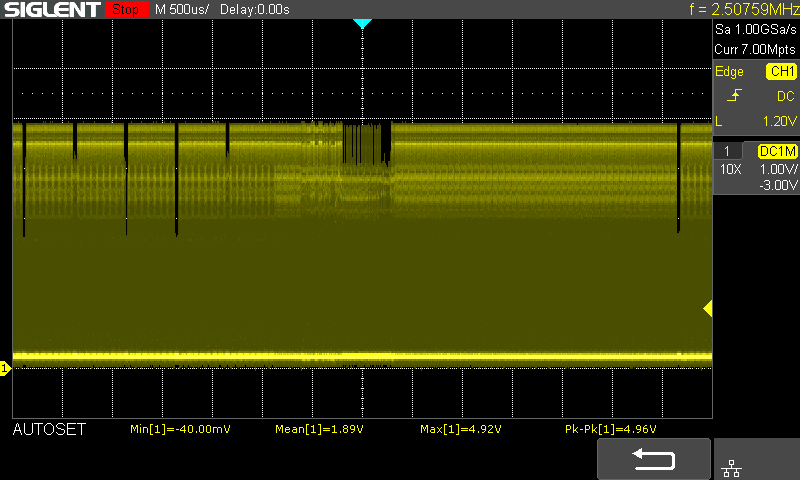 SIGLENT Stop M 500us/ Delay:0.00s f = 2.50759MHz
Sa 1.00GSa/s
Curr 7.00Mpts
Edge CH1
DC
L 1.20V
1 DC1M
10X 1.00V/
-3.00V
1
AUTOSET Min[1]=-40.00mV Mean[1]=1.89V Max[1]=4.92V Pk-Pk[1]=4.96V